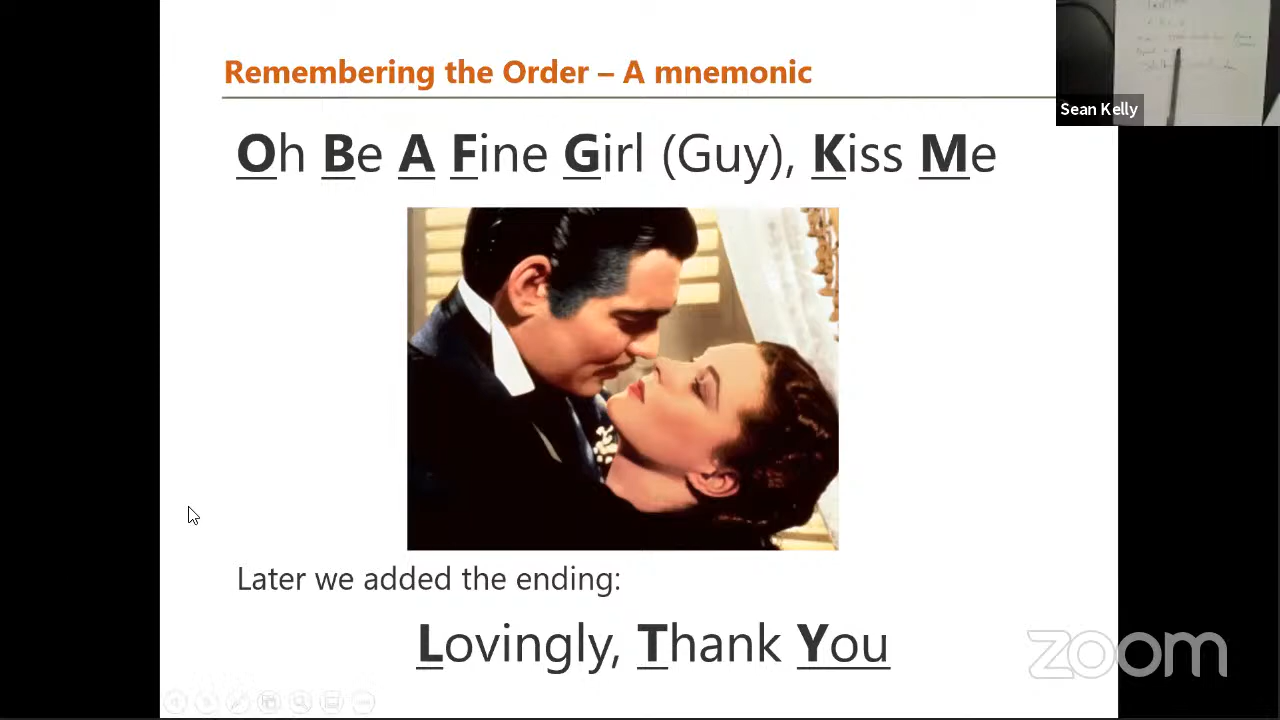 Remembering the Order – A mnemonic
Oh Be A Fine Girl (Guy), Kiss Me
Later we added the ending:
Lovingly, Thank You
Sean Kelly
zoom